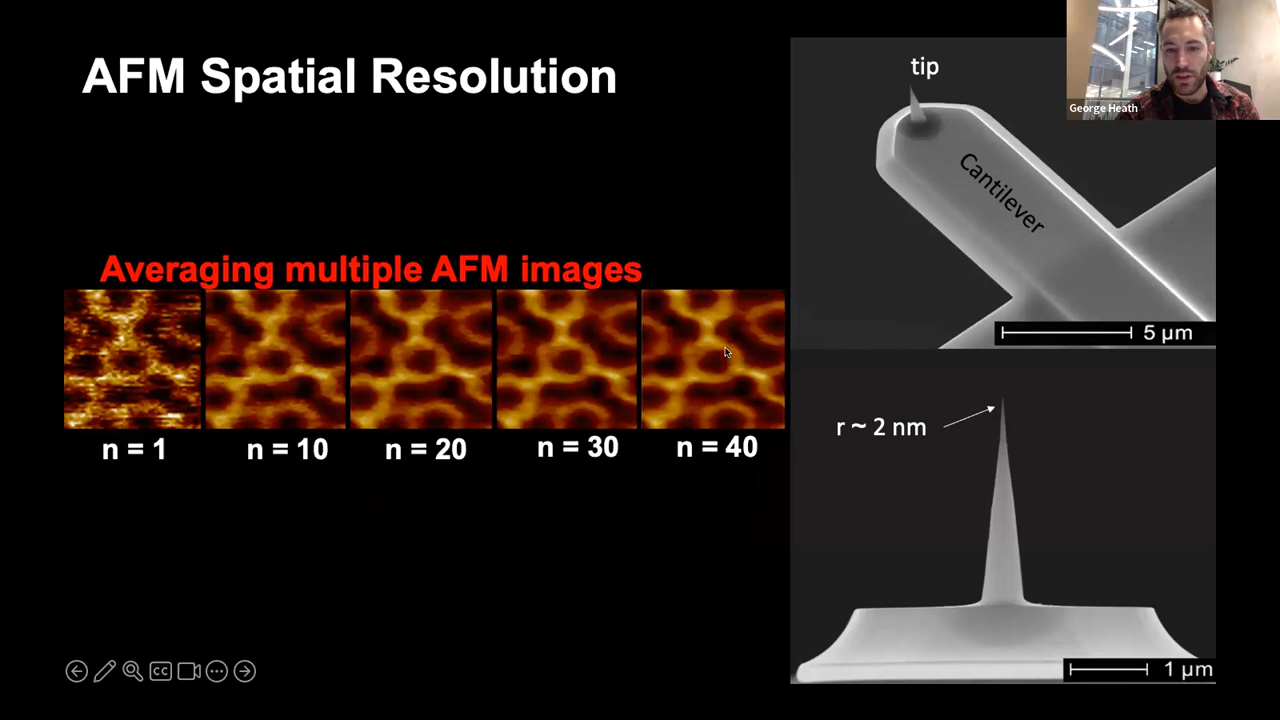 AFM Spatial Resolution
Averaging multiple AFM images
n = 1
n = 10
n = 20
n = 30
n = 40
tip
Cantilever
5 µm
r ~ 2 nm
1 µm
George Heath
CC